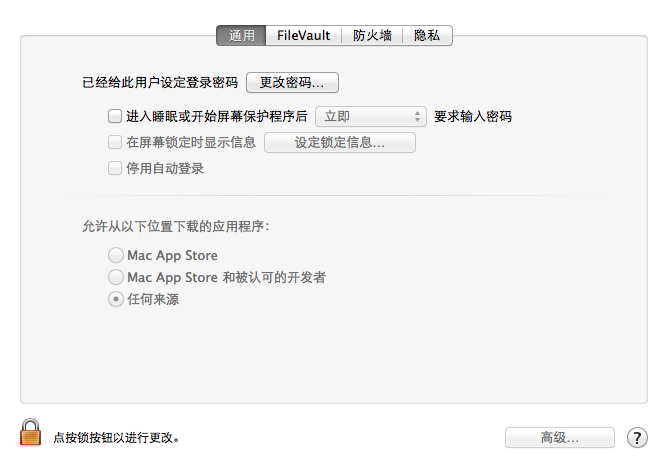 通用 FileVault 防火墙 隐私
已经给此用户设定登录密码 更改密码...
进入睡眠或开始屏幕保护程序后 立即 要求输入密码
在屏幕锁定时显示信息 设定锁定信息...
停用自动登录
允许从以下位置下载的应用程序：
Mac App Store
Mac App Store 和被认可的开发者
任何来源
点按锁按钮以进行更改。 高级... ?